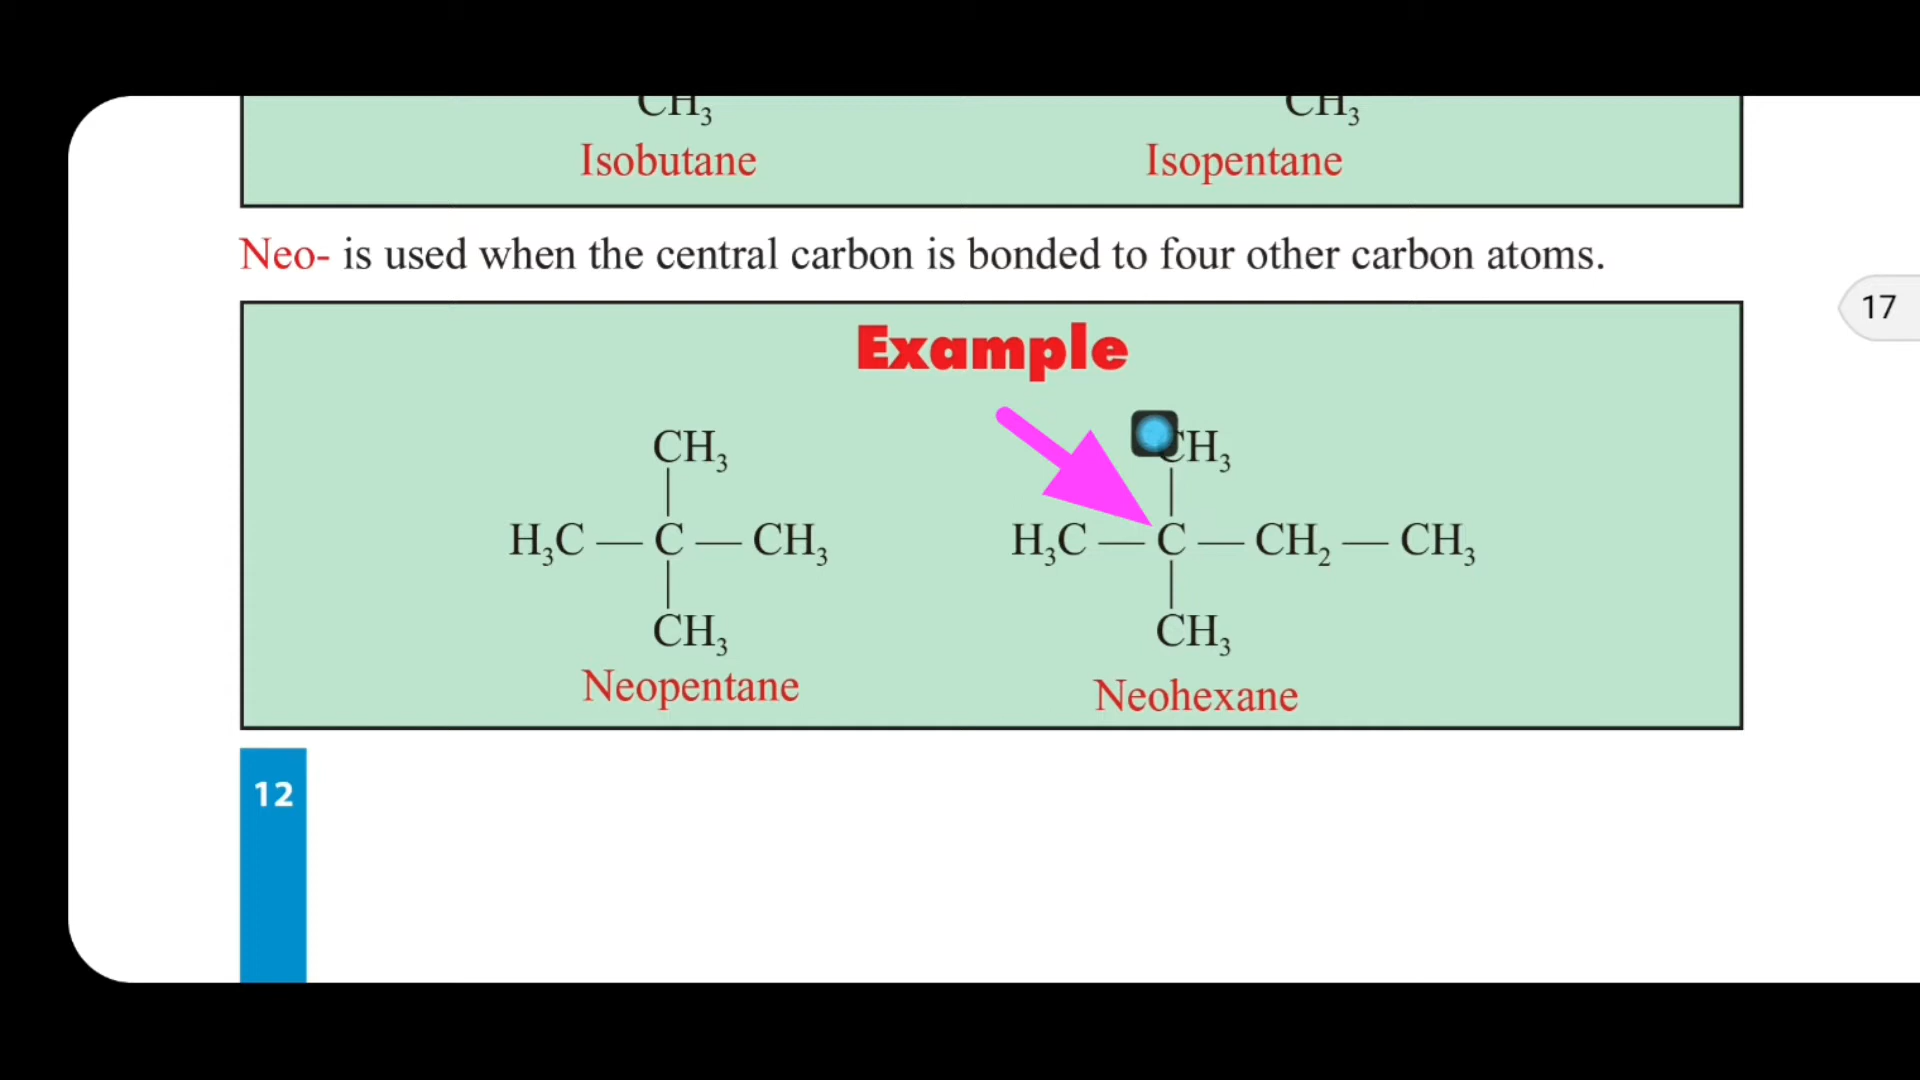 CH₃ CH₃
Isobutane Isopentane
Neo- is used when the central carbon is bonded to four other carbon atoms.
17
Example
CH₃ CH₃
H₃C — C — CH₃ H₃C — C — CH₂ — CH₃
CH₃ CH₃
Neopentane Neohexane
12